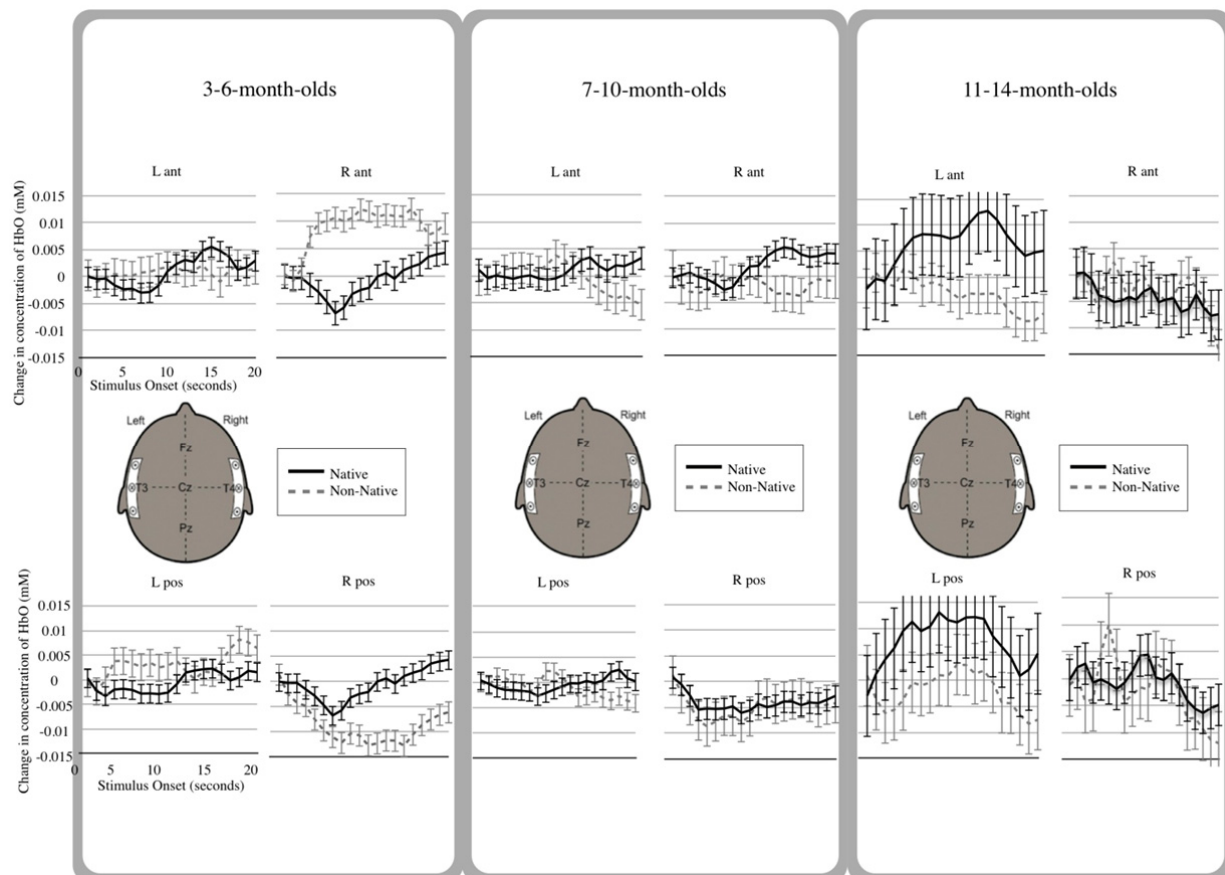 3-6-month-olds
7-10-month-olds
11-14-month-olds
L ant
R ant
L ant
R ant
L ant
R ant
Change in concentration of HbO (mM)
0.015
0.01
0.005
0
-0.005
-0.01
-0.015
0 5 10 15 20
Stimulus Onset (seconds)
Left Right
Fz
T3 Cz T4
Pz
Native
Non-Native
Left Right
Fz
T3 Cz T4
Pz
Native
Non-Native
Left Right
Fz
T3 Cz T4
Pz
Native
Non-Native
L pos
R pos
L pos
R pos
L pos
R pos
Change in concentration of HbO (mM)
0.015
0.01
0.005
0
-0.005
-0.01
-0.015
0 5 10 15 20
Stimulus Onset (seconds)